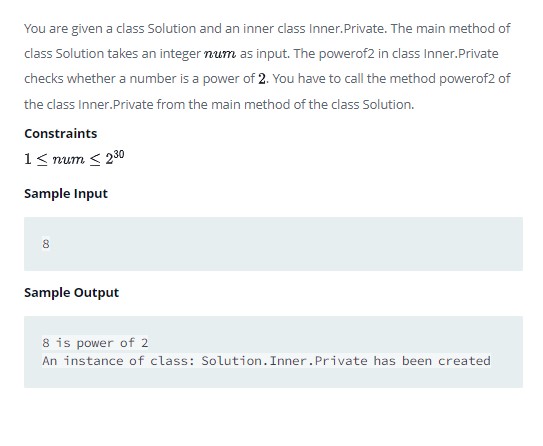 You are given a class Solution and an inner class Inner.Private. The main method of
class Solution takes an integer num as input. The powerof2 in class Inner.Private
checks whether a number is a power of 2. You have to call the method powerof2 of
the class Inner.Private from the main method of the class Solution.
Constraints
1 ≤ num ≤ 2³⁰
Sample Input
8
Sample Output
8 is power of 2
An instance of class: Solution.Inner.Private has been created